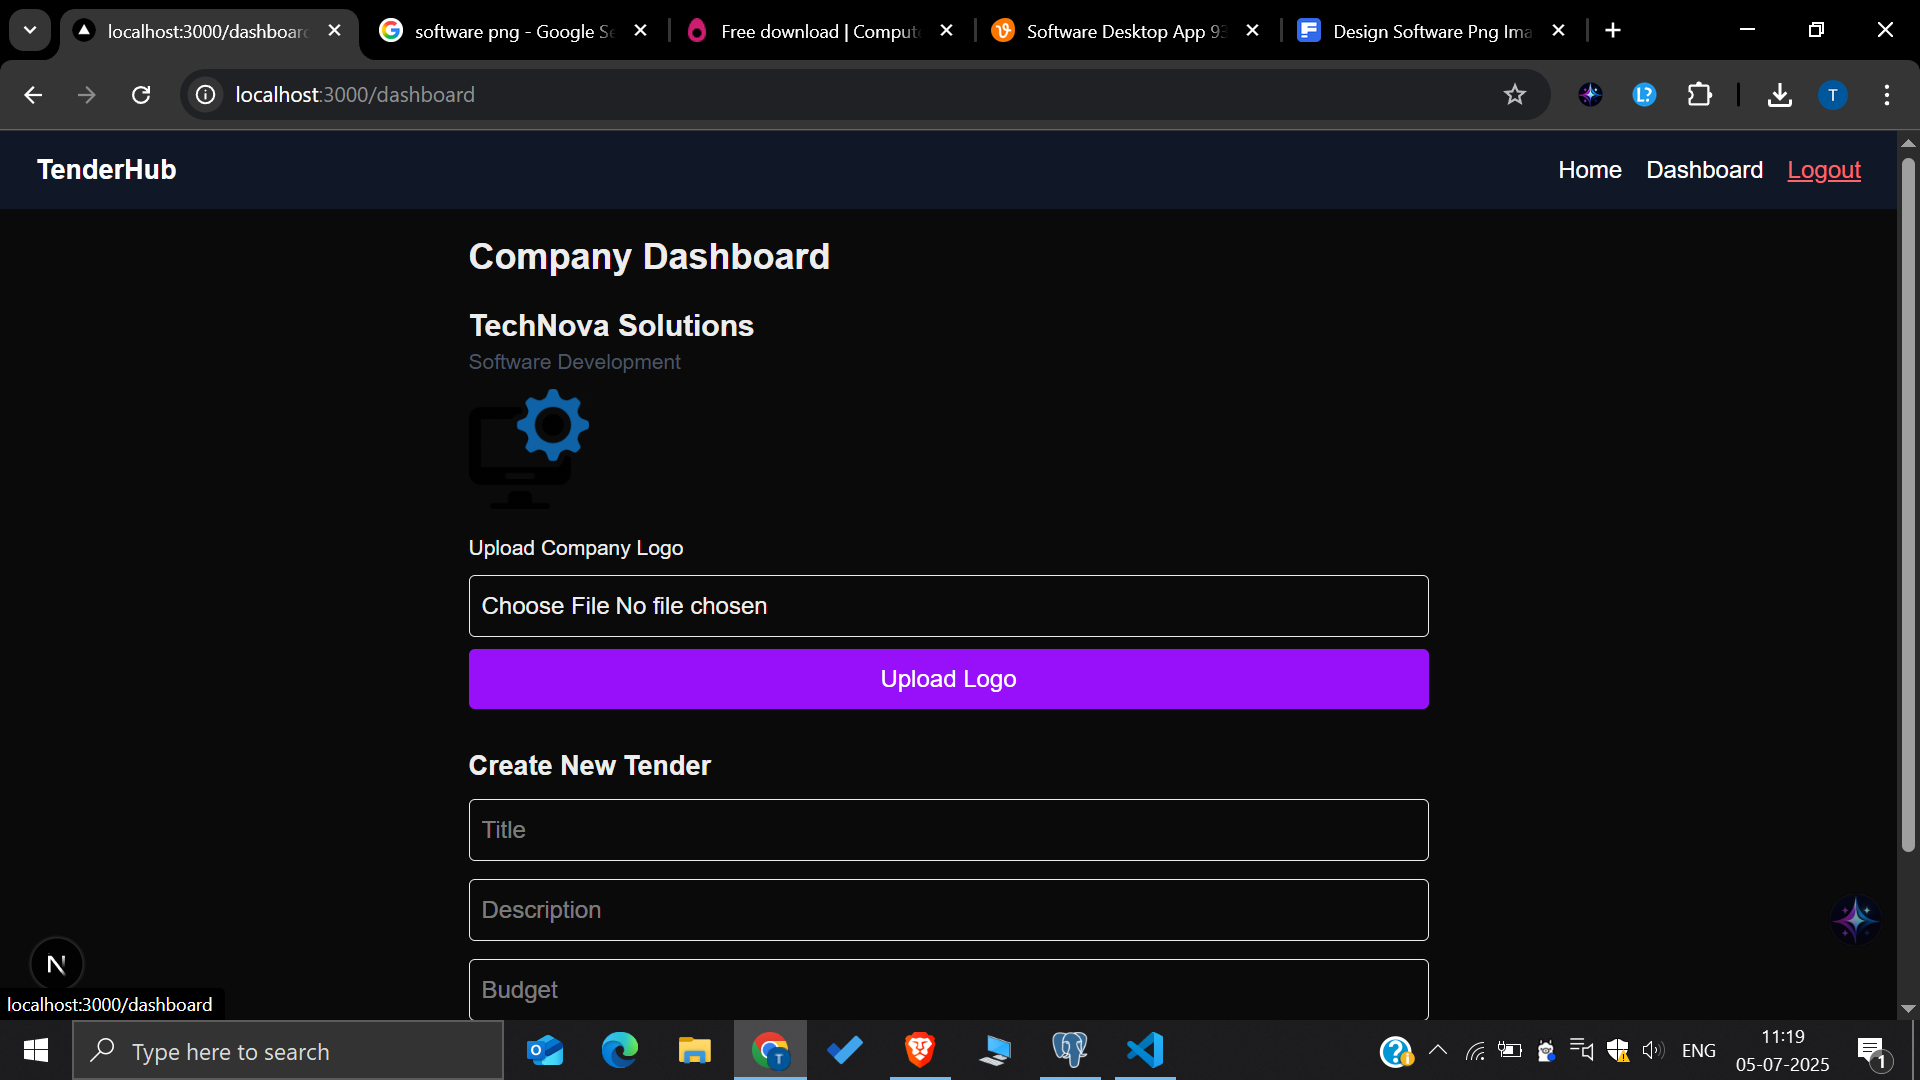 localhost:3000/dashboard
software png - Google Se
Free download | Compute
Software Desktop App 93
Design Software Png Ima
localhost:3000/dashboard
T
TenderHub
Home
Dashboard
Logout
Company Dashboard
TechNova Solutions
Software Development
Upload Company Logo
Choose File No file chosen
Upload Logo
Create New Tender
Title
Description
Budget
N
localhost:3000/dashboard
Type here to search
T
ENG
11:19
05-07-2025
1